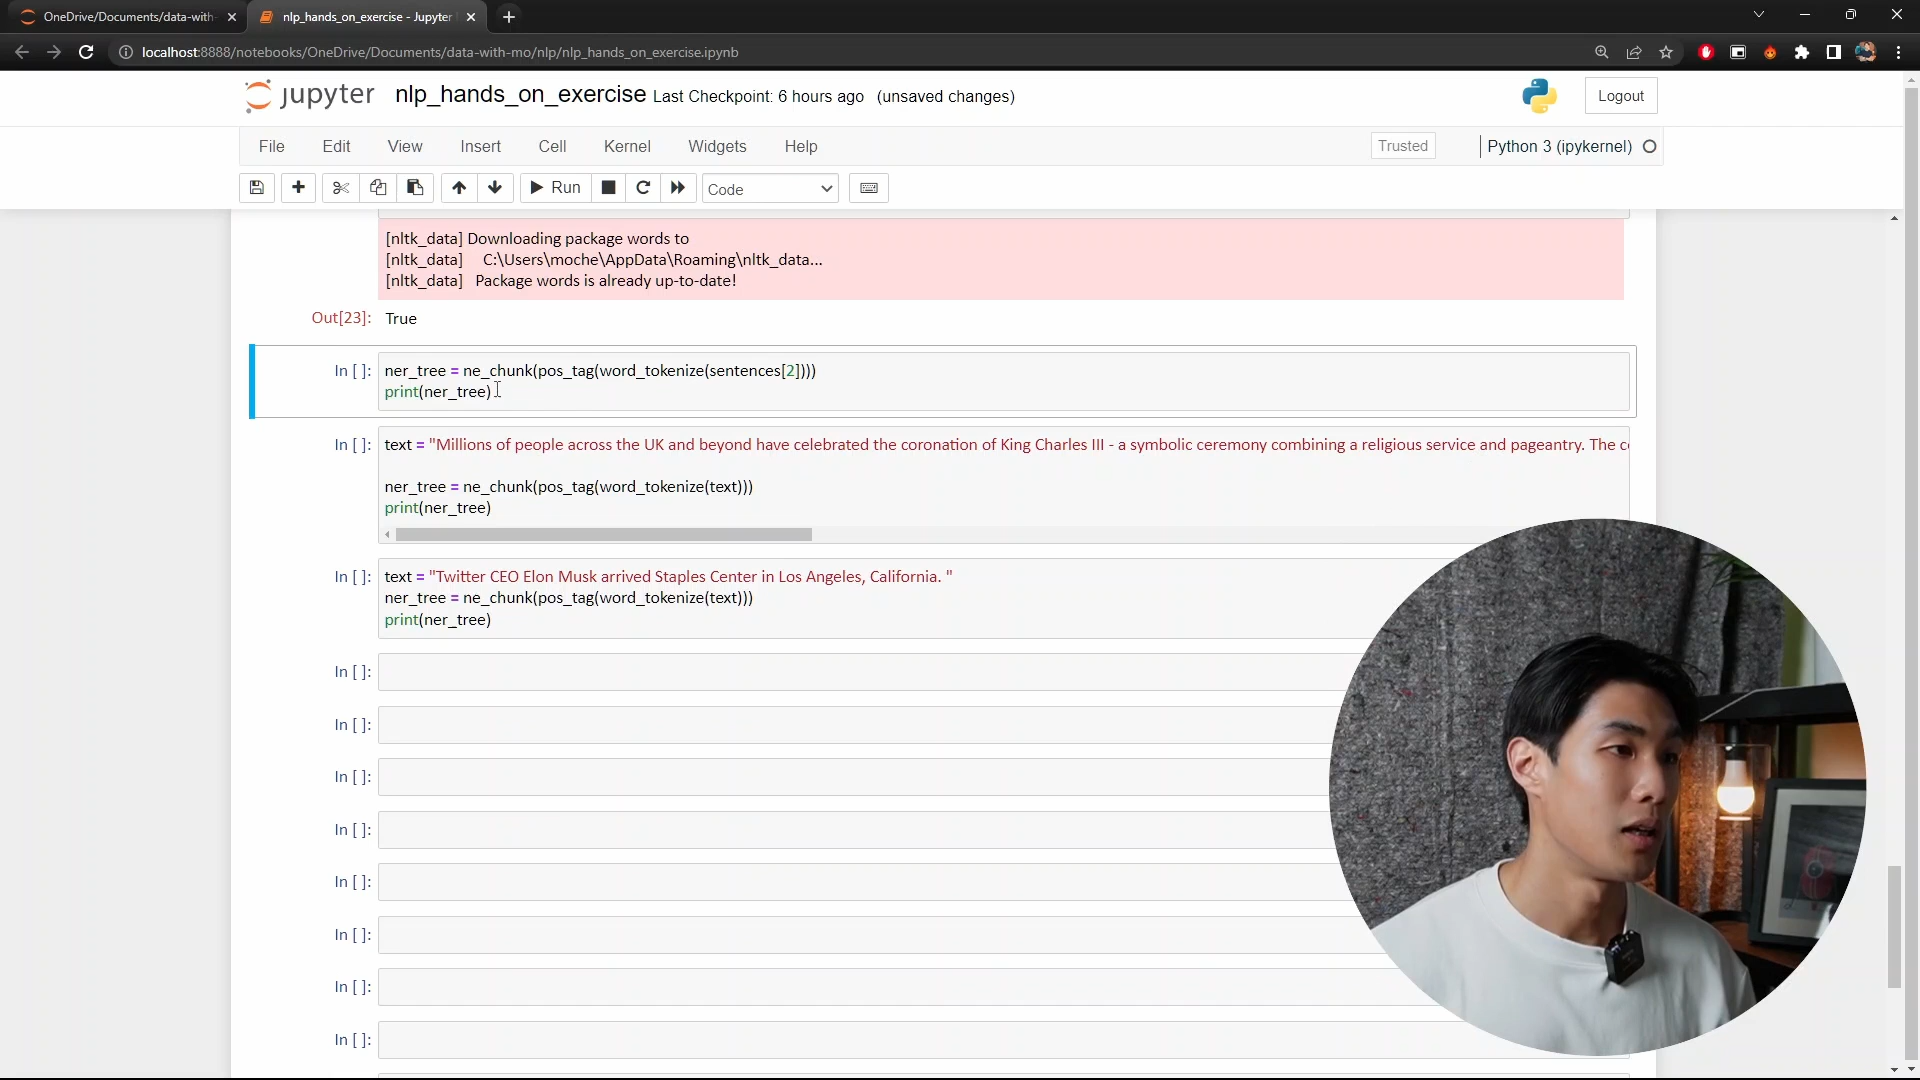 OneDrive/Documents/data-with-
nlp_hands_on_exercise - Jupyter
localhost:8888/notebooks/OneDrive/Documents/data-with-mo/nlp/nlp_hands_on_exercise.ipynb
jupyter nlp_hands_on_exercise Last Checkpoint: 6 hours ago (unsaved changes)
Logout
File Edit View Insert Cell Kernel Widgets Help
Trusted
Python 3 (ipykernel)
Run
Code
[nltk_data] Downloading package words to
[nltk_data]     C:\Users\moche\AppData\Roaming\nltk_data...
[nltk_data]   Package words is already up-to-date!
Out[23]: True
In [ ]: ner_tree = ne_chunk(pos_tag(word_tokenize(sentences[2])))
print(ner_tree)
In [ ]: text = "Millions of people across the UK and beyond have celebrated the coronation of King Charles III - a symbolic ceremony combining a religious service and pageantry. The c
ner_tree = ne_chunk(pos_tag(word_tokenize(text)))
print(ner_tree)
In [ ]: text = "Twitter CEO Elon Musk arrived Staples Center in Los Angeles, California. "
ner_tree = ne_chunk(pos_tag(word_tokenize(text)))
print(ner_tree)
In [ ]:
In [ ]:
In [ ]:
In [ ]:
In [ ]:
In [ ]:
In [ ]:
In [ ]: